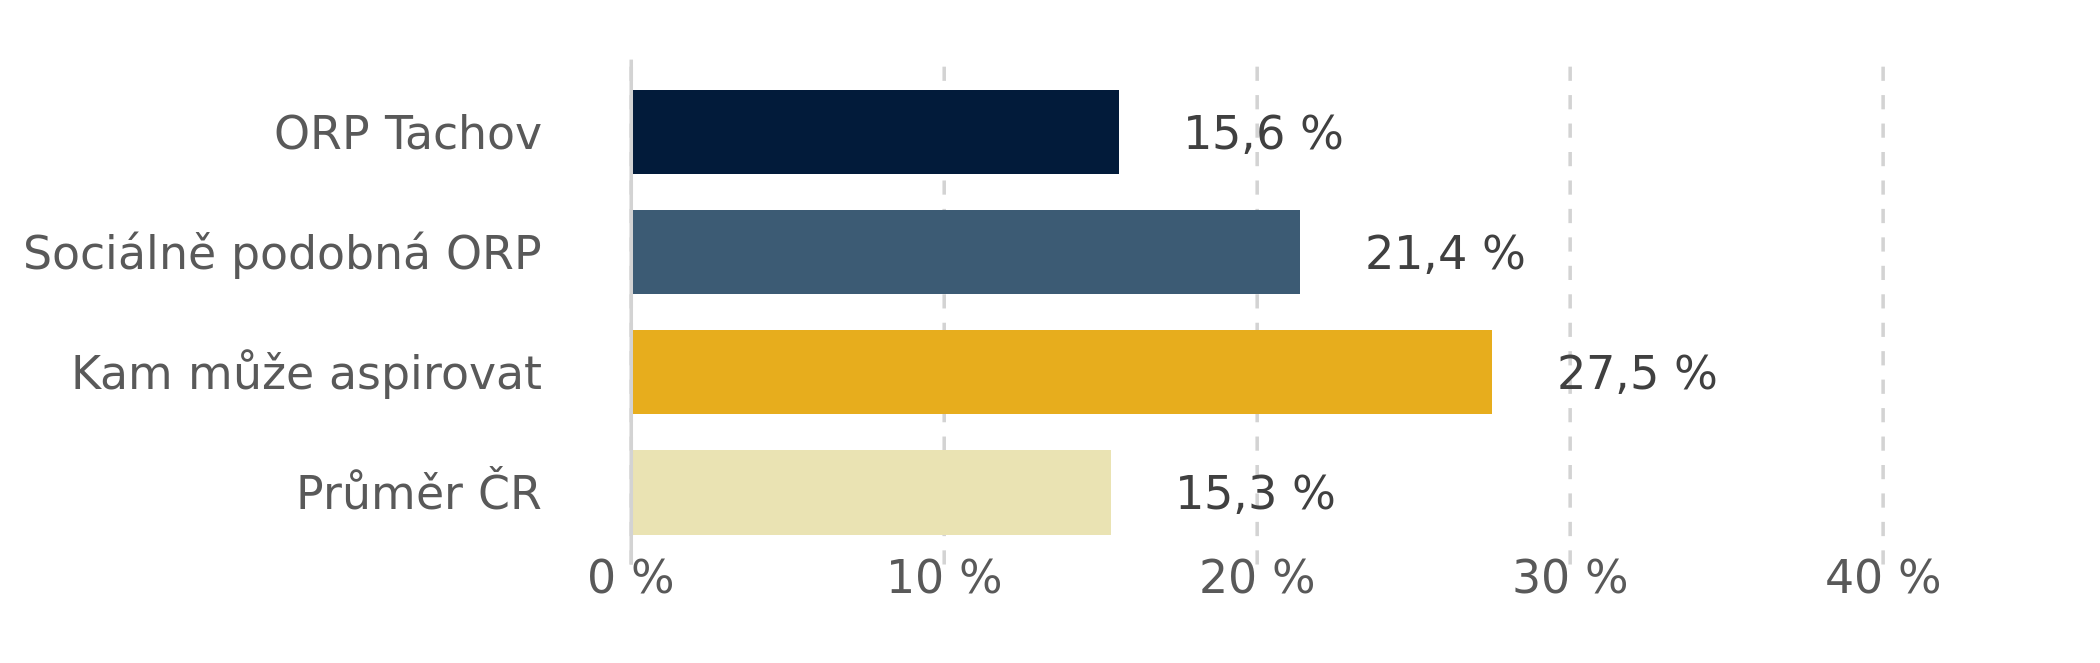 ORP Tachov 15,6 %
Sociálně podobná ORP 21,4 %
Kam může aspirovat 27,5 %
Průměr ČR 15,3 %
0 % 10 % 20 % 30 % 40 %